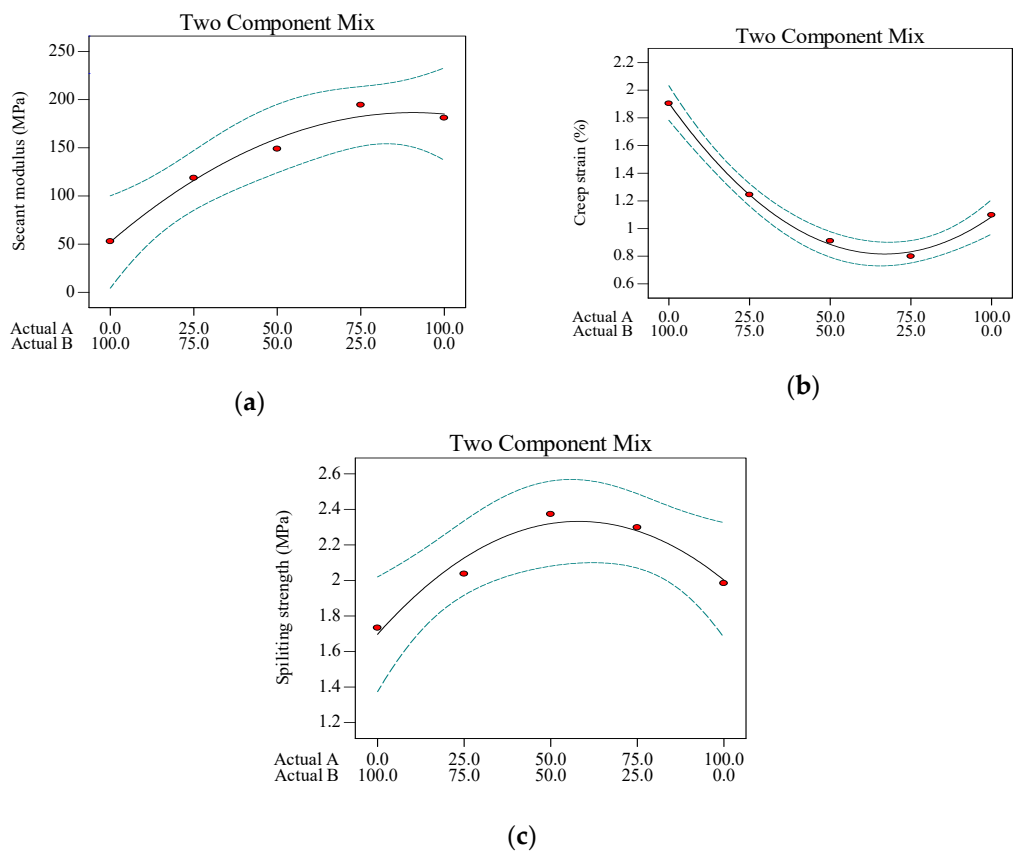 Two Component Mix
Secant modulus (MPa)
250
200
150
100
50
0
Actual A 0.0 25.0 50.0 75.0 100.0
Actual B 100.0 75.0 50.0 25.0 0.0
(a)
Two Component Mix
Creep strain (%)
2.2
2
1.8
1.6
1.4
1.2
1
0.8
0.6
Actual A 0.0 25.0 50.0 75.0 100.0
Actual B 100.0 75.0 50.0 25.0 0.0
(b)
Two Component Mix
Spiliting strength (MPa)
2.6
2.4
2.2
2
1.8
1.6
1.4
1.2
Actual A 0.0 25.0 50.0 75.0 100.0
Actual B 100.0 75.0 50.0 25.0 0.0
(c)